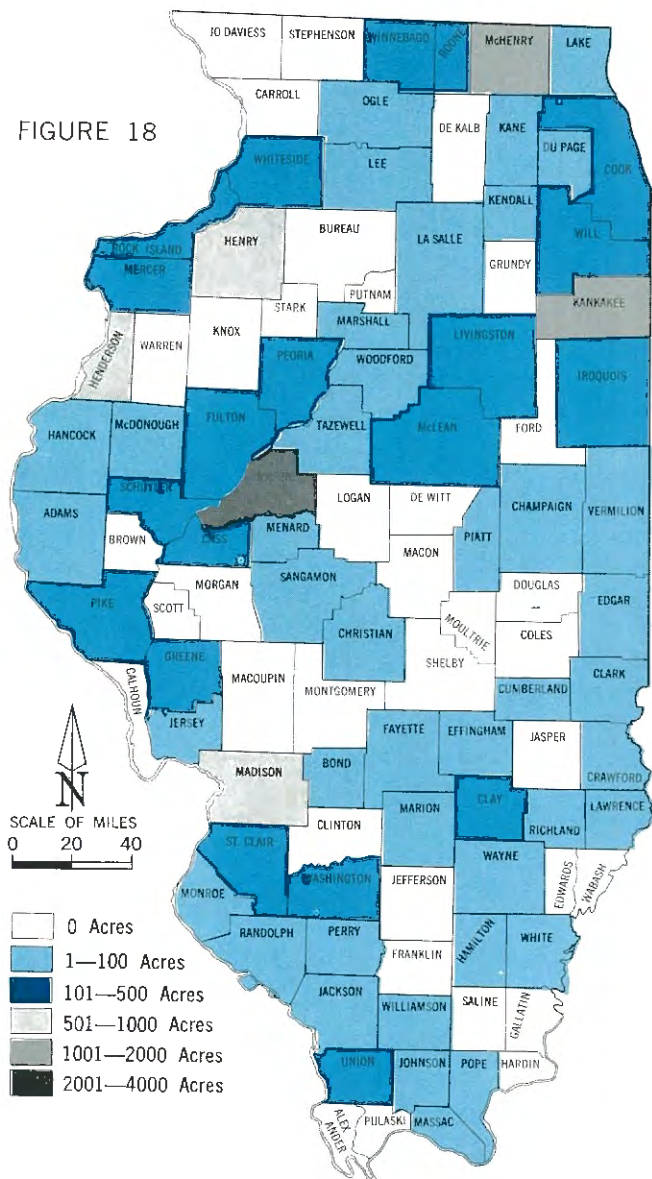 FIGURE 18
JO DAVIESS
STEPHENSON
WINNEBAGO
BOONE
McHENRY
LAKE
CARROLL
OGLE
DE KALB
KANE
DU PAGE
COOK
WHITESIDE
LEE
KENDALL
WILL
ROCK ISLAND
HENRY
BUREAU
LA SALLE
GRUNDY
MERCER
PUTNAM
KANKAKEE
STARK
MARSHALL
HENDERSON
WARREN
KNOX
PEORIA
WOODFORD
LIVINGSTON
IROQUOIS
HANCOCK
McDONOUGH
FULTON
TAZEWELL
McLEAN
FORD
SCHUYLER
LOGAN
DE WITT
CHAMPAIGN
VERMILION
ADAMS
BROWN
CASS
MENARD
MACON
PIATT
MORGAN
SANGAMON
DOUGLAS
EDGAR
PIKE
SCOTT
CHRISTIAN
MOULTRIE
COLES
GREENE
MACOUPIN
SHELBY
CLARK
CALHOUN
MONTGOMERY
CUMBERLAND
JERSEY
FAYETTE
EFFINGHAM
JASPER
CRAWFORD
MADISON
BOND
CLAY
RICHLAND
LAWRENCE
CLINTON
MARION
ST. CLAIR
WAYNE
EDWARDS
WABASH
WASHINGTON
JEFFERSON
MONROE
RANDOLPH
PERRY
HAMILTON
WHITE
FRANKLIN
JACKSON
WILLIAMSON
SALINE
GALLATIN
UNION
JOHNSON
POPE
HARDIN
ALEX
ANDER
PULASKI
MASSAC
N
SCALE OF MILES
0 20 40
0 Acres
1—100 Acres
101—500 Acres
501—1000 Acres
1001—2000 Acres
2001—4000 Acres